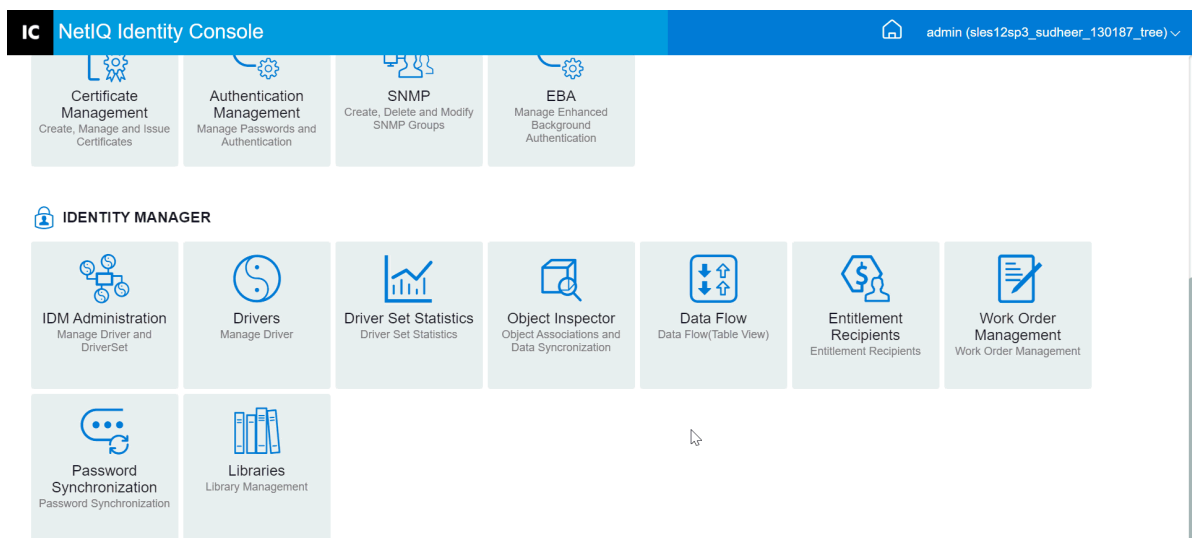 IC NetIQ Identity Console admin (sles12sp3_sudheer_130187_tree)
Certificate Management
Create, Manage and Issue Certificates
Authentication Management
Manage Passwords and Authentication
SNMP
Create, Delete and Modify SNMP Groups
EBA
Manage Enhanced Background Authentication
IDENTITY MANAGER
IDM Administration
Manage Driver and DriverSet
Drivers
Manage Driver
Driver Set Statistics
Driver Set Statistics
Object Inspector
Object Associations and Data Syncronization
Data Flow
Data Flow(Table View)
Entitlement Recipients
Entitlement Recipients
Work Order Management
Work Order Management
Password Synchronization
Password Synchronization
Libraries
Library Management